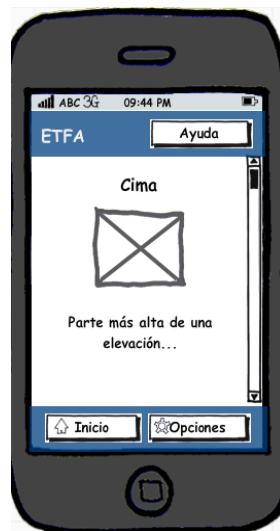 ABC 3G 09:44 PM
ETFA Ayuda
Cima
Parte más alta de una
elevación...
Inicio Opciones